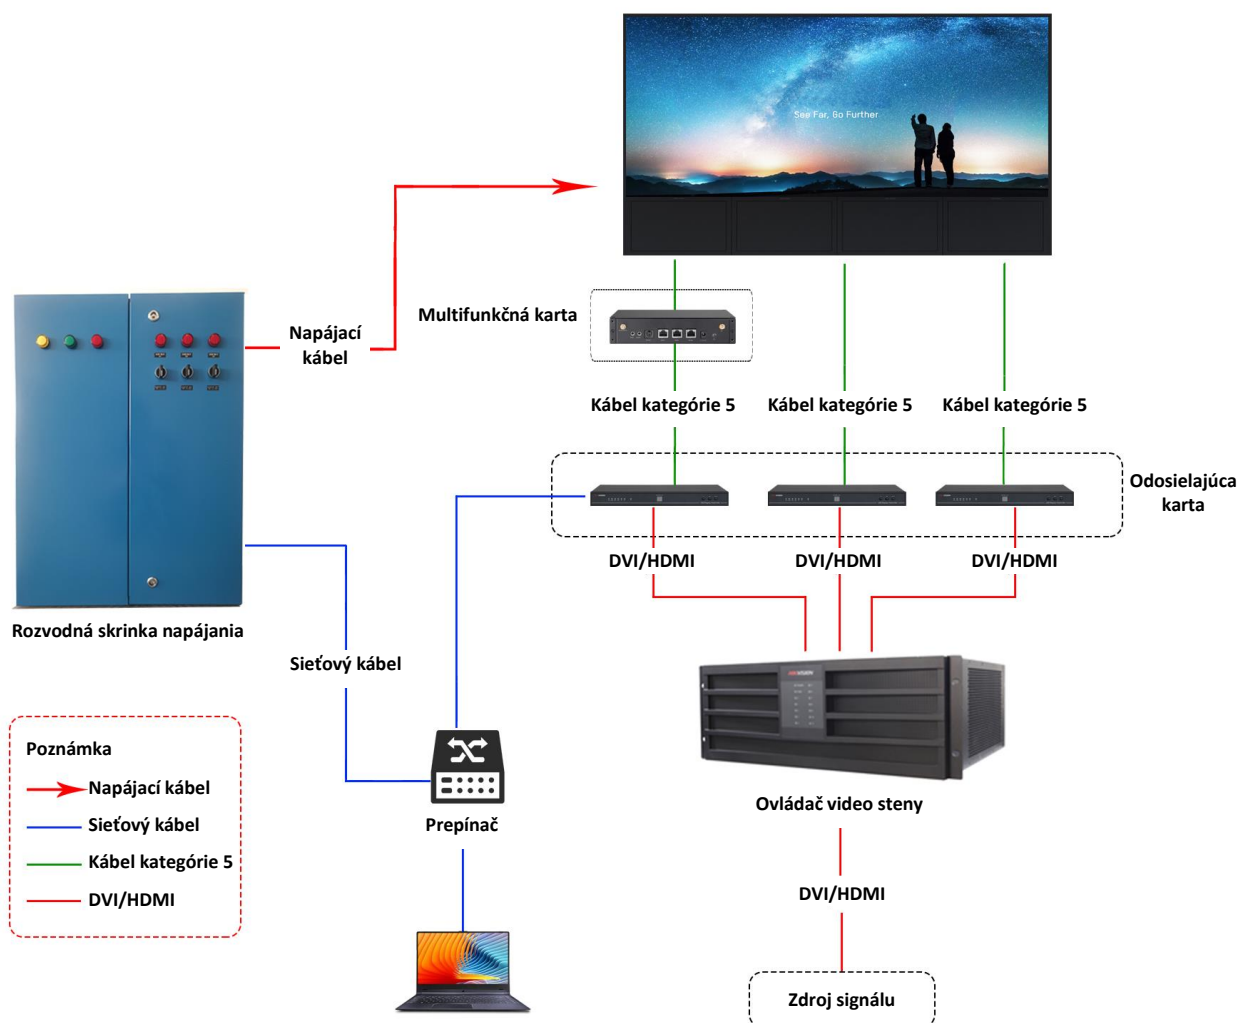 See Far, Go Further
Napájací
kábel
Multifunkčná karta
Kábel kategórie 5
Kábel kategórie 5
Kábel kategórie 5
Odosielajúca
karta
DVI/HDMI
DVI/HDMI
DVI/HDMI
Rozvodná skrinka napájania
Sieťový kábel
HIKVISION
Poznámka
Napájací kábel
Sieťový kábel
Kábel kategórie 5
DVI/HDMI
Prepínač
Ovládač video steny
DVI/HDMI
Zdroj signálu